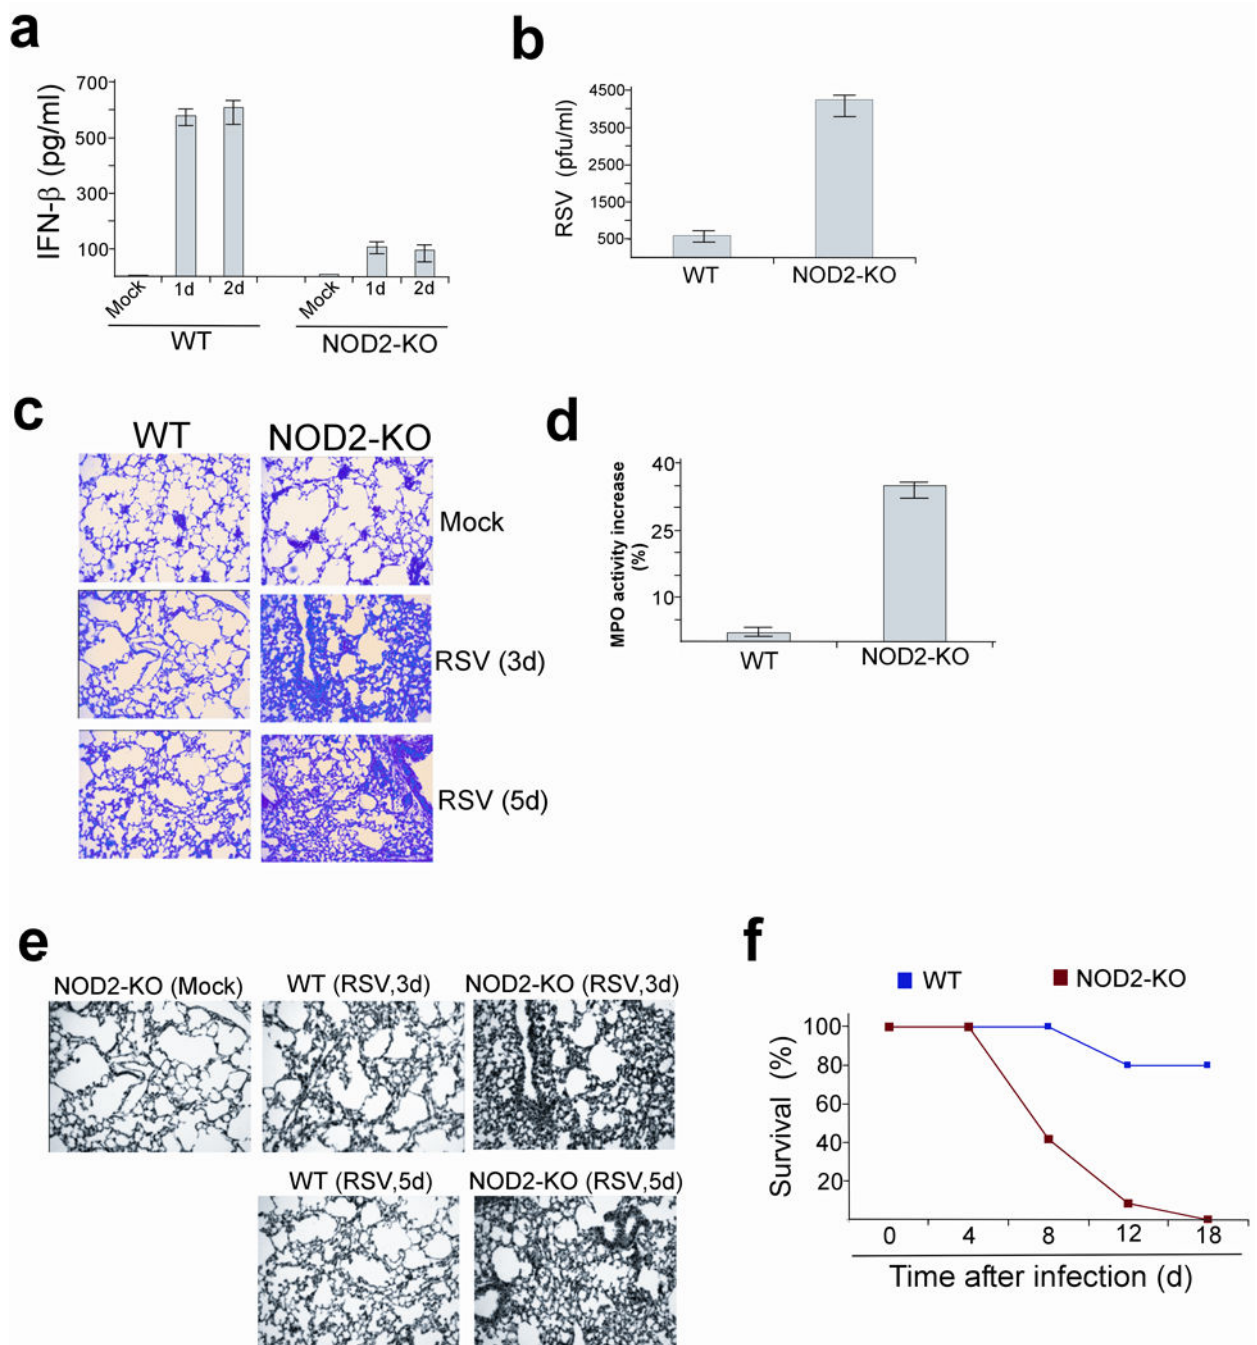 a
IFN-β (pg/ml)
700
500
300
100
Mock
1d
2d
Mock
1d
2d
WT
NOD2-KO
b
RSV (pfu/ml)
4500
3500
2500
1500
500
WT
NOD2-KO
c
WT
NOD2-KO
Mock
RSV (3d)
RSV (5d)
d
MPO activity increase
(%)
40
25
10
WT
NOD2-KO
e
NOD2-KO (Mock)
WT (RSV,3d)
NOD2-KO (RSV,3d)
WT (RSV,5d)
NOD2-KO (RSV,5d)
f
WT
NOD2-KO
Survival (%)
100
80
60
40
20
0
4
8
12
18
Time after infection (d)